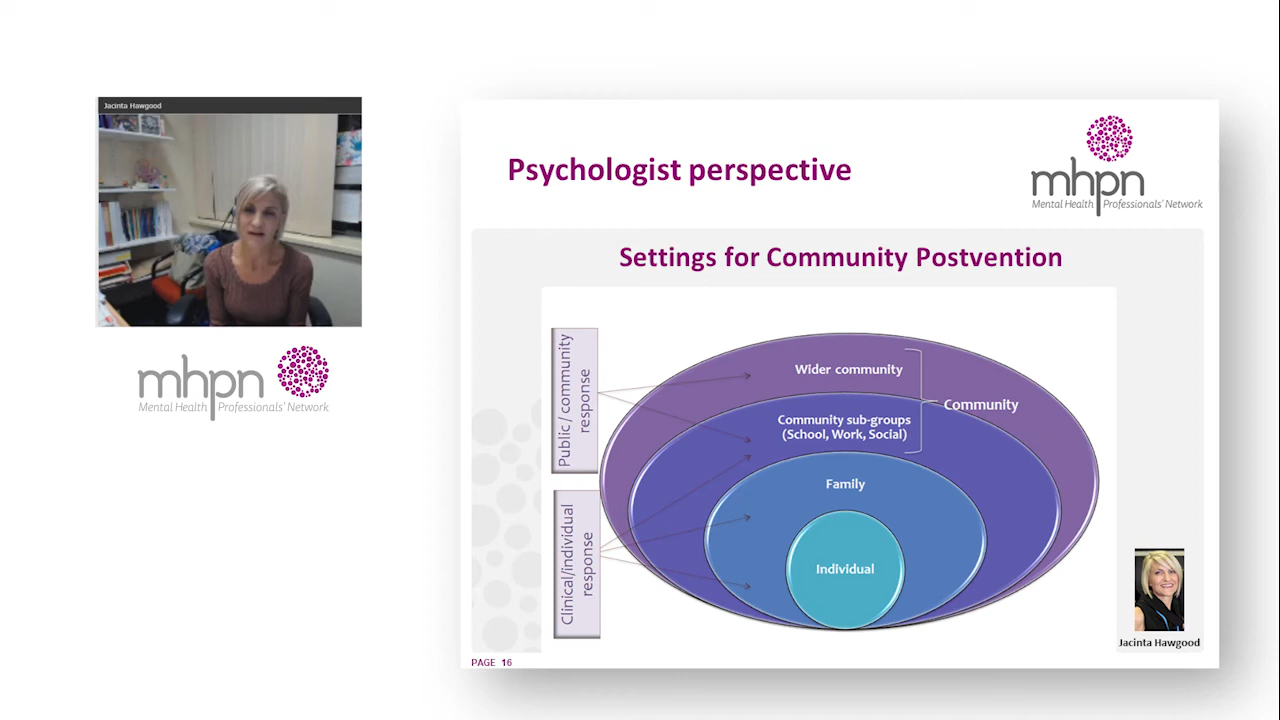 Jacinta Hawgood
mhpn
Mental Health Professionals' Network
Psychologist perspective
mhpn
Mental Health Professionals' Network
Settings for Community Postvention
Public / community
response
Clinical/individual
response
Wider community
Community sub-groups
(School, Work, Social)
Community
Family
Individual
Jacinta Hawgood
PAGE 16